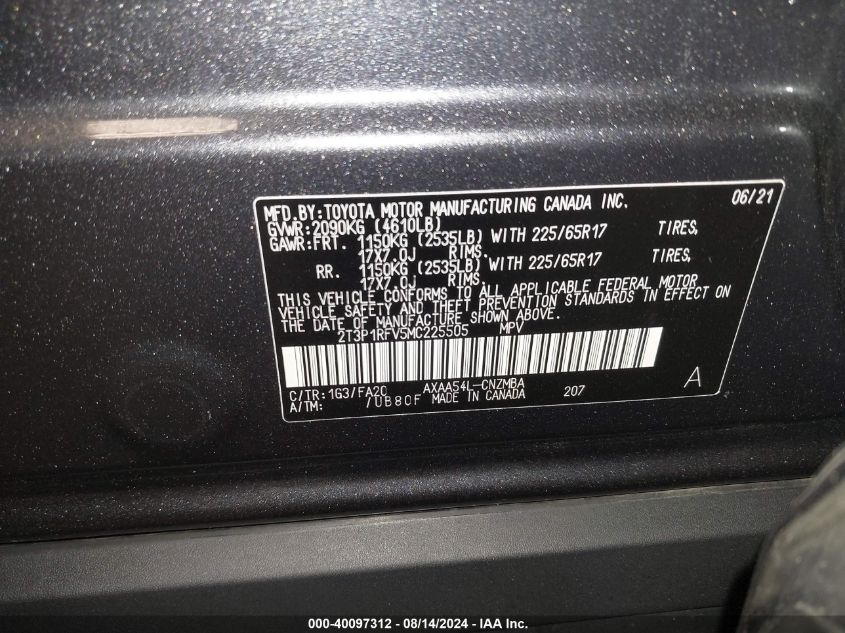 MFD.BY:TOYOTA MOTOR MANUFACTURING CANADA INC. 06/21
GVWR:2090KG (4610LB)
GAWR:FRT. 1150KG (2535LB) WITH 225/65R17 TIRES,
17X7.0J RIMS.
RR. 1150KG (2535LB) WITH 225/65R17 TIRES,
17X7.0J RIMS.
THIS VEHICLE CONFORMS TO ALL APPLICABLE FEDERAL MOTOR
VEHICLE SAFETY AND THEFT PREVENTION STANDARDS IN EFFECT ON
THE DATE OF MANUFACTURE SHOWN ABOVE.
2T3P1RFV5MC225505 MPV
C/TR:1G3/FA20 AXAA54L-CNZMBA A
A/TM: /UB80F MADE IN CANADA 207
000-40097312 - 08/14/2024 - IAA Inc.